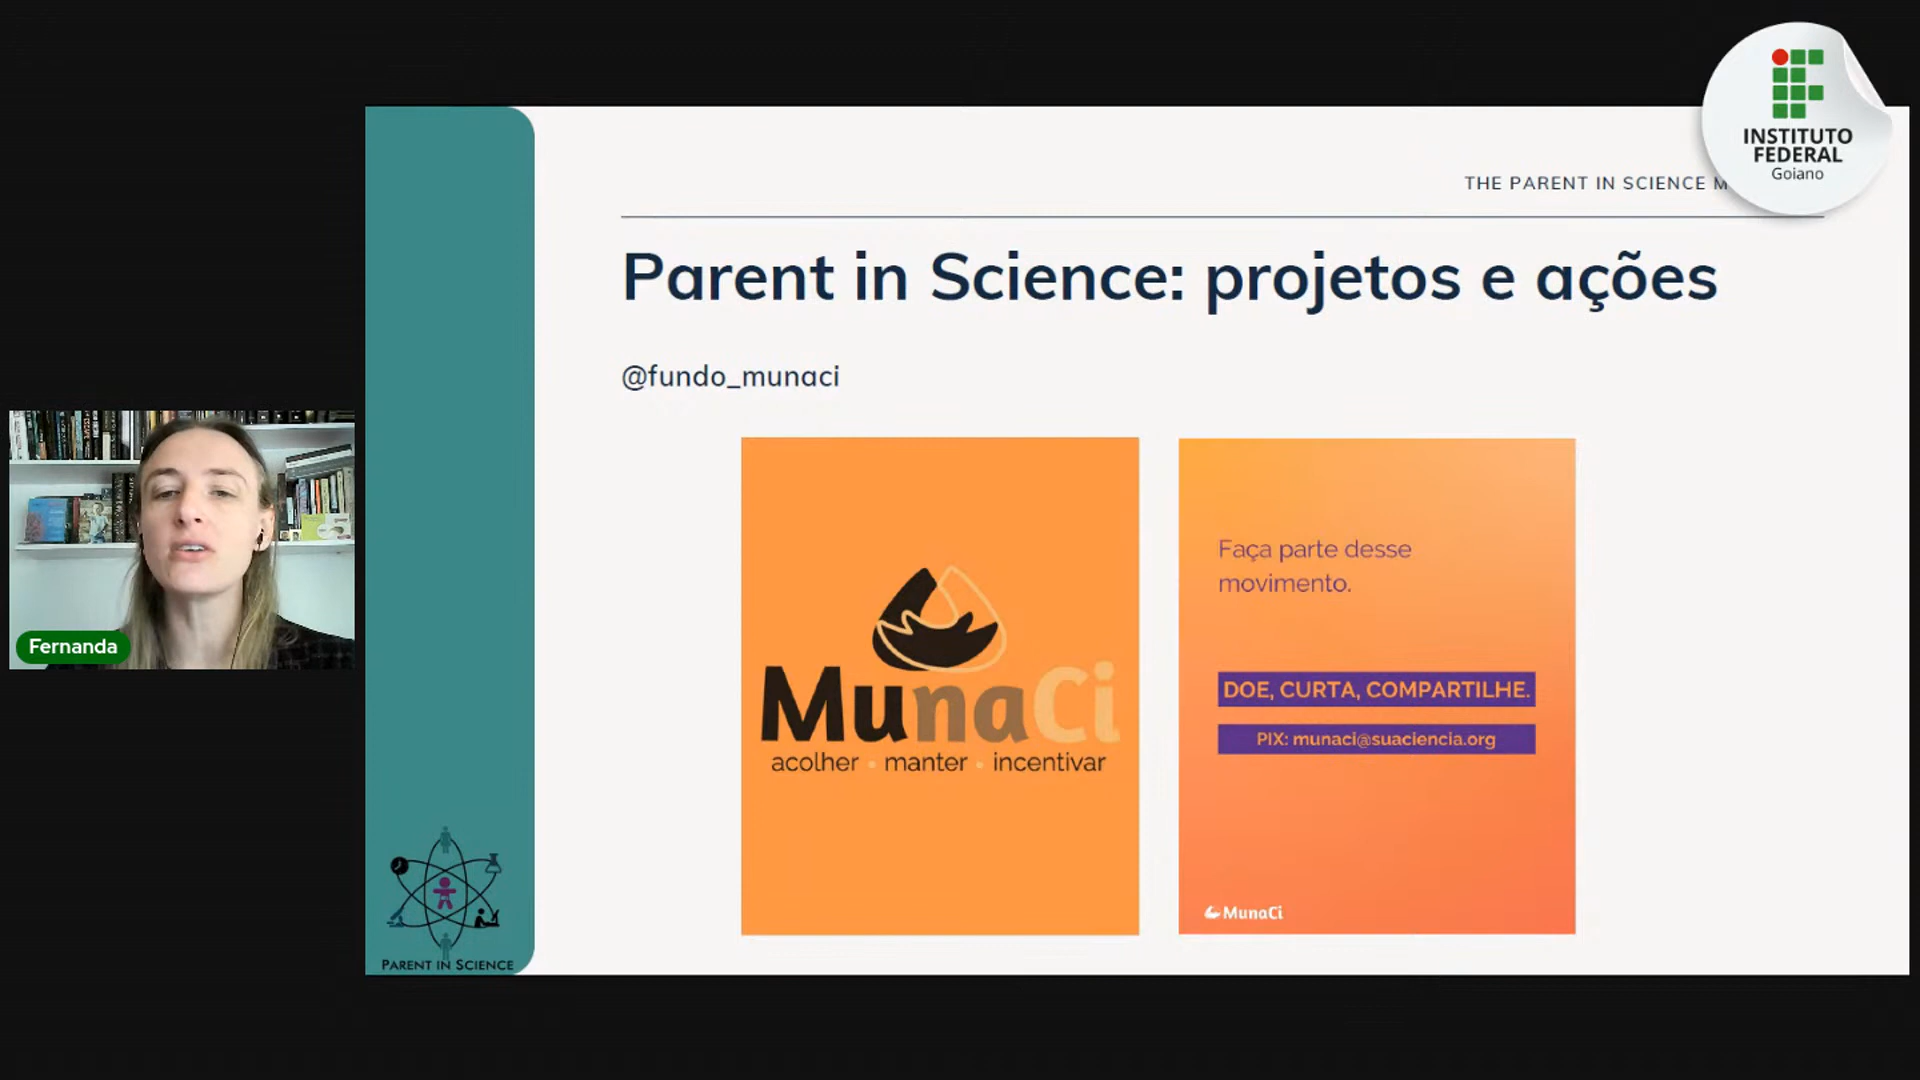 INSTITUTO
FEDERAL
Goiano
THE PARENT IN SCIENCE M
Parent in Science: projetos e ações
@fundo_munaci
MunaCi
acolher • manter • incentivar
Faça parte desse
movimento.
DOE, CURTA, COMPARTILHE.
PIX: munaci@suaciencia.org
MunaCi
Fernanda
PARENT IN SCIENCE